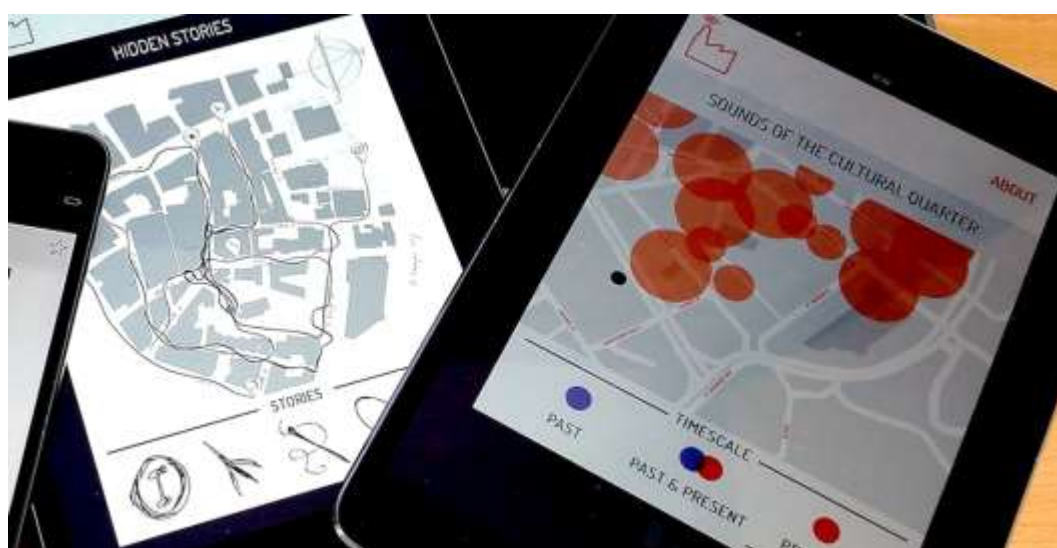 HIDDEN STORIES
STORIES
SOUNDS OF THE CULTURAL QUARTER
ABOUT
TIMESCALE
PAST
PAST & PRESENT